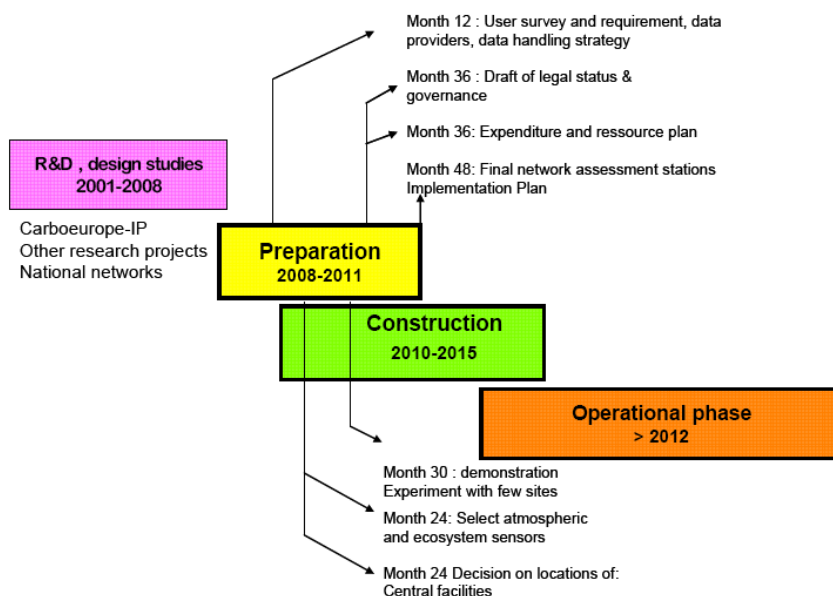 Month 12 : User survey and requirement, data
providers, data handling strategy
Month 36 : Draft of legal status &
governance
Month 36: Expenditure and ressource plan
Month 48: Final network assessment stations
Implementation Plan
R&D , design studies
2001-2008
Carboeurope-IP
Other research projects
National networks
Preparation
2008-2011
Construction
2010-2015
Operational phase
> 2012
Month 30 : demonstration
Experiment with few sites
Month 24: Select atmospheric
and ecosystem sensors
Month 24 Decision on locations of:
Central facilities